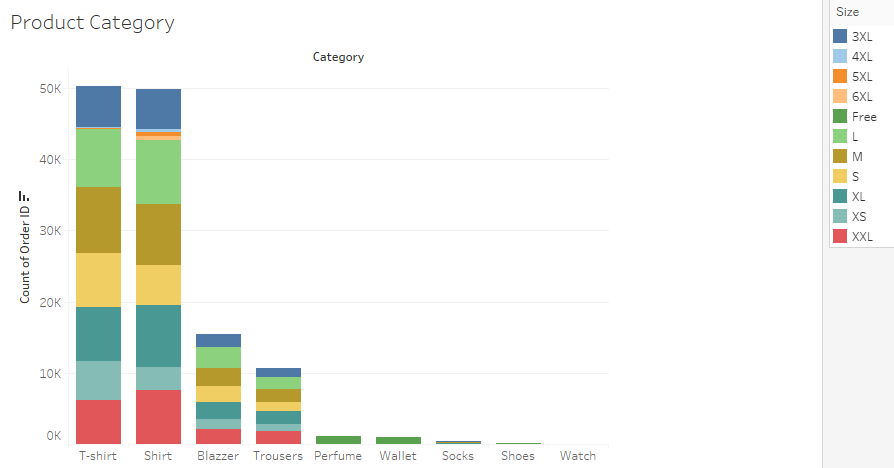 Product Category
Category
Count of Order ID
50K
40K
30K
20K
10K
0K
T-shirt
Shirt
Blazzer
Trousers
Perfume
Wallet
Socks
Shoes
Watch
Size
3XL
4XL
5XL
6XL
Free
L
M
S
XL
XS
XXL